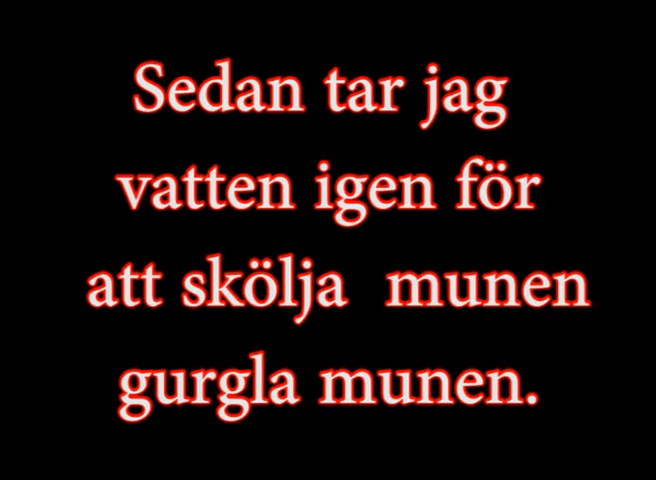 Sedan tar jag
vatten igen för
att skölja  munen
gurgla munen.